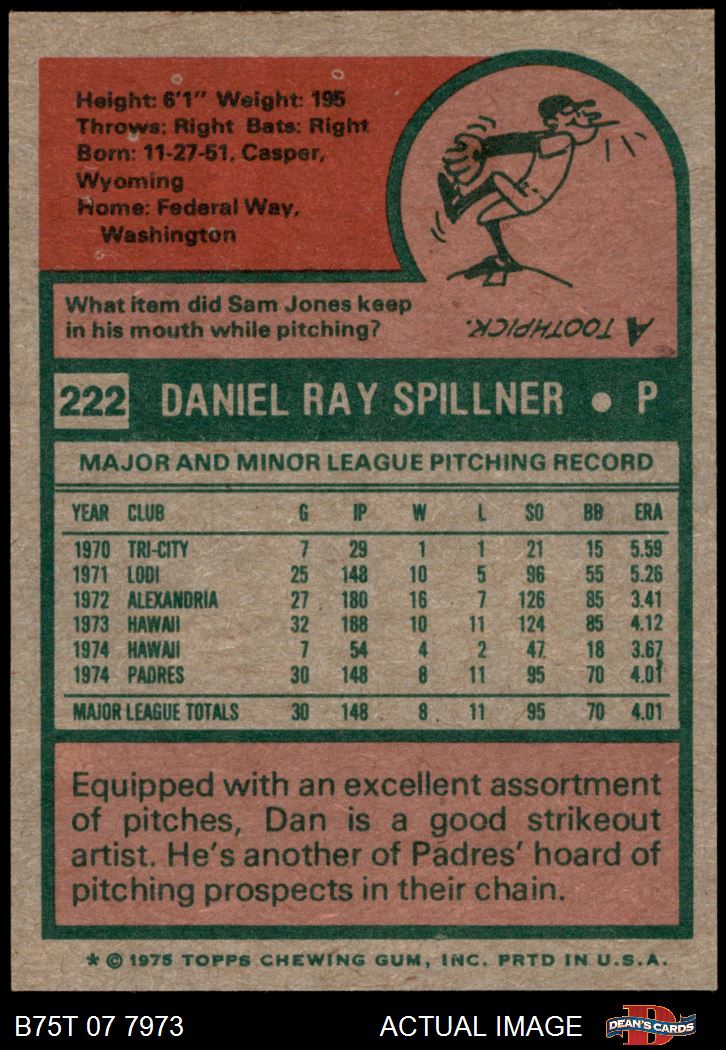 Height: 6'1" Weight: 195
Throws: Right Bats: Right
Born: 11-27-51, Casper,
Wyoming
Home: Federal Way,
Washington
What item did Sam Jones keep
in his mouth while pitching?
A TOOTHPICK.
222 DANIEL RAY SPILLNER • P
MAJOR AND MINOR LEAGUE PITCHING RECORD
YEAR CLUB G IP W L SO BB ERA
1970 TRI-CITY 7 29 1 1 21 15 5.59
1971 LODI 25 148 10 5 96 55 5.26
1972 ALEXANDRIA 27 180 16 7 126 85 3.41
1973 HAWAII 32 188 10 11 124 85 4.12
1974 HAWAII 7 54 4 2 47 18 3.67
1974 PADRES 30 148 8 11 95 70 4.01
MAJOR LEAGUE TOTALS 30 148 8 11 95 70 4.01
Equipped with an excellent assortment
of pitches, Dan is a good strikeout
artist. He's another of Padres' hoard of
pitching prospects in their chain.
* © 1975 TOPPS CHEWING GUM, INC. PRTD IN U.S.A.
B75T 07 7973 ACTUAL IMAGE D DEAN'S CARDS